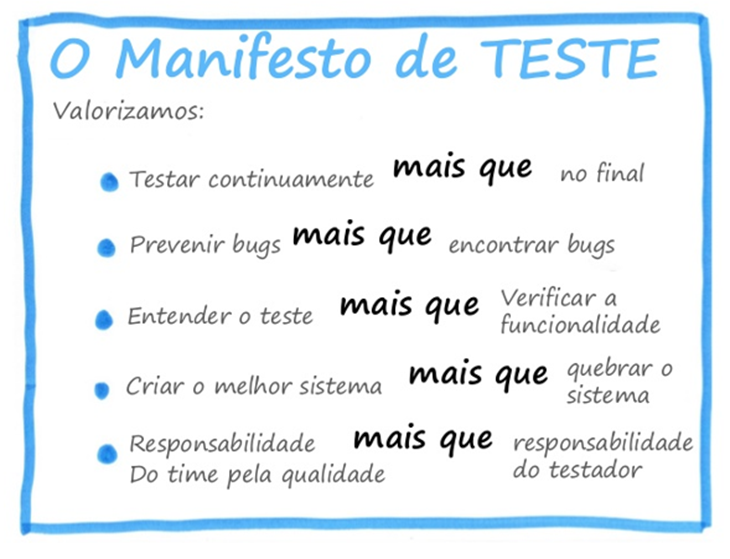 O Manifesto de TESTE
Valorizamos:
Testar continuamente mais que no final
Prevenir bugs mais que encontrar bugs
Entender o teste mais que Verificar a
funcionalidade
Criar o melhor sistema mais que quebrar o
sistema
Responsabilidade mais que responsabilidade
Do time pela qualidade do testador